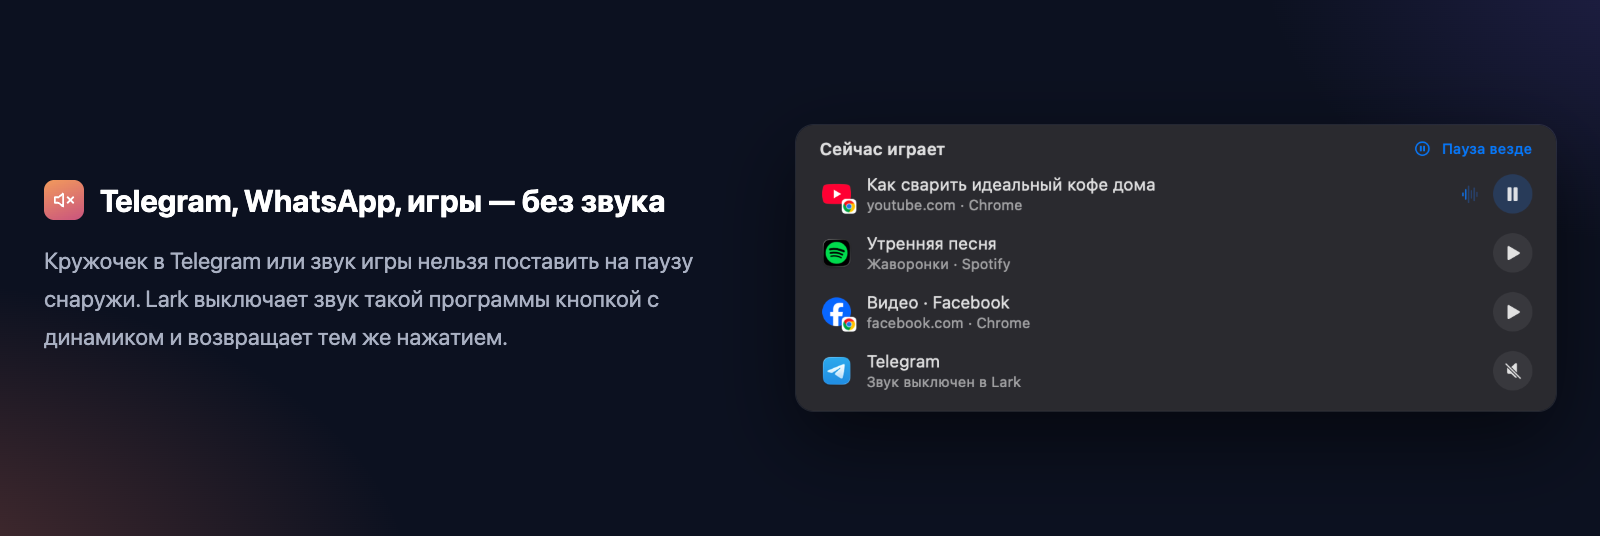 Telegram, WhatsApp, игры — без звука
Кружочек в Telegram или звук игры нельзя поставить на паузу
снаружи. Lark выключает звук такой программы кнопкой с
динамиком и возвращает тем же нажатием.
Сейчас играет
Пауза везде
Как сварить идеальный кофе дома
youtube.com · Chrome
Утренняя песня
Жаворонки · Spotify
Видео · Facebook
facebook.com · Chrome
Telegram
Звук выключен в Lark